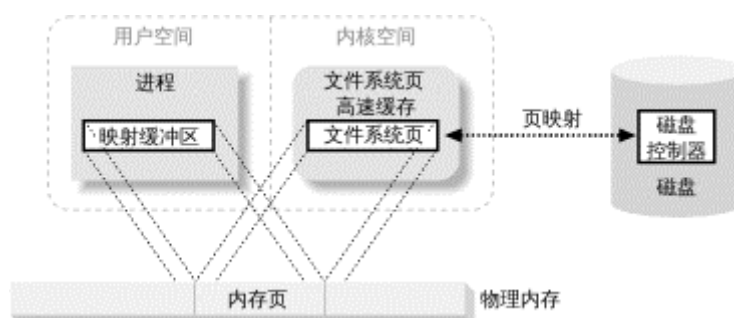 用户空间
内核空间
进程
文件系统页
高速缓存
映射缓冲区
文件系统页
页映射
磁盘
控制器
磁盘
内存页
物理内存